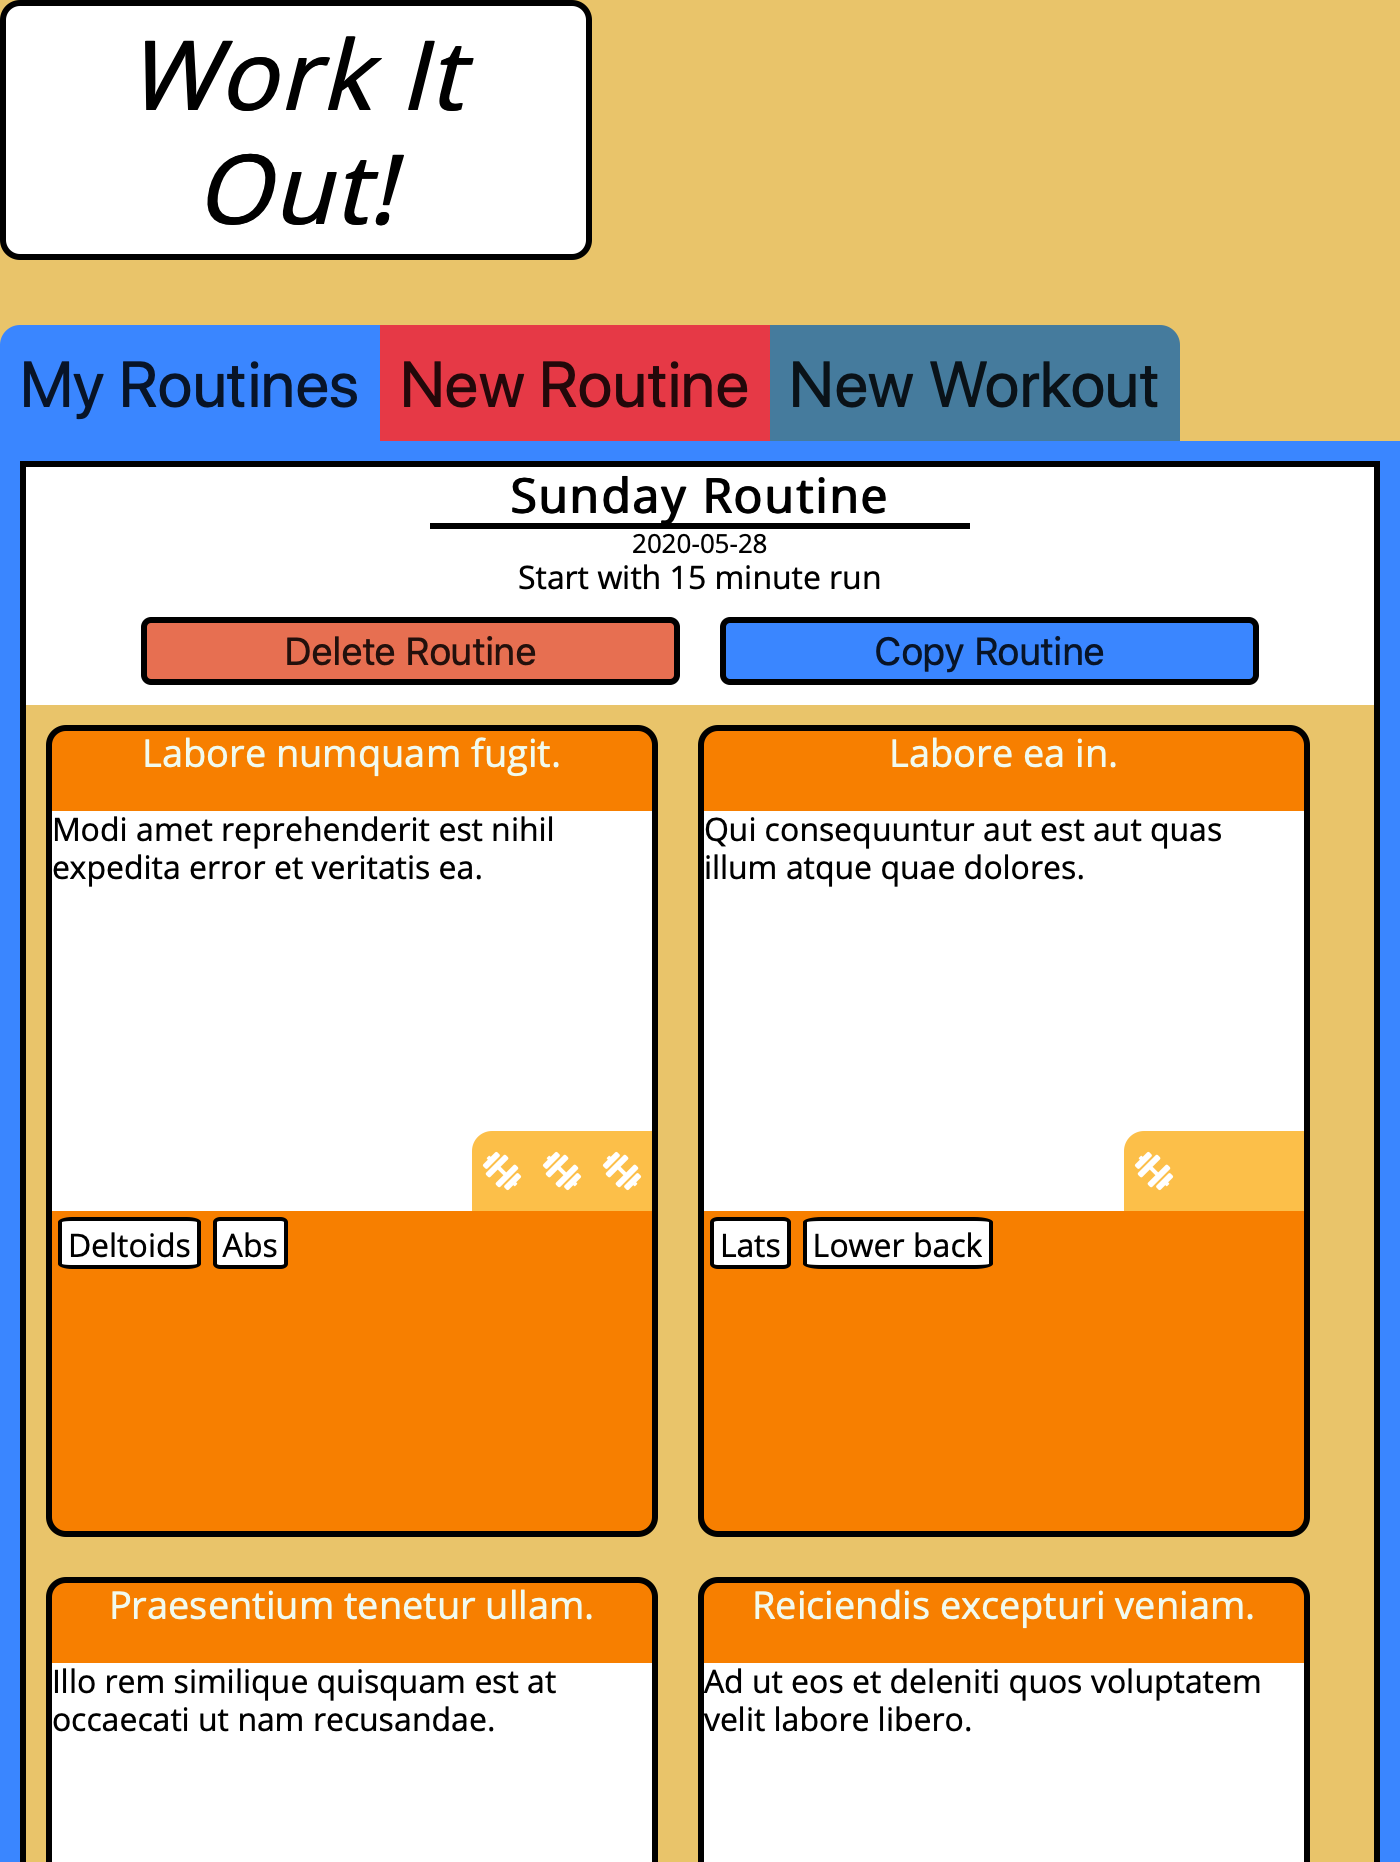 Work It
Out!
My Routines
New Routine
New Workout
Sunday Routine
2020-05-28
Start with 15 minute run
Delete Routine
Copy Routine
Labore numquam fugit.
Modi amet reprehenderit est nihil
expedita error et veritatis ea.
Deltoids
Abs
Labore ea in.
Qui consequuntur aut est aut quas
illum atque quae dolores.
Lats
Lower back
Praesentium tenetur ullam.
Illo rem similique quisquam est at
occaecati ut nam recusandae.
Reiciendis excepturi veniam.
Ad ut eos et deleniti quos voluptatem
velit labore libero.